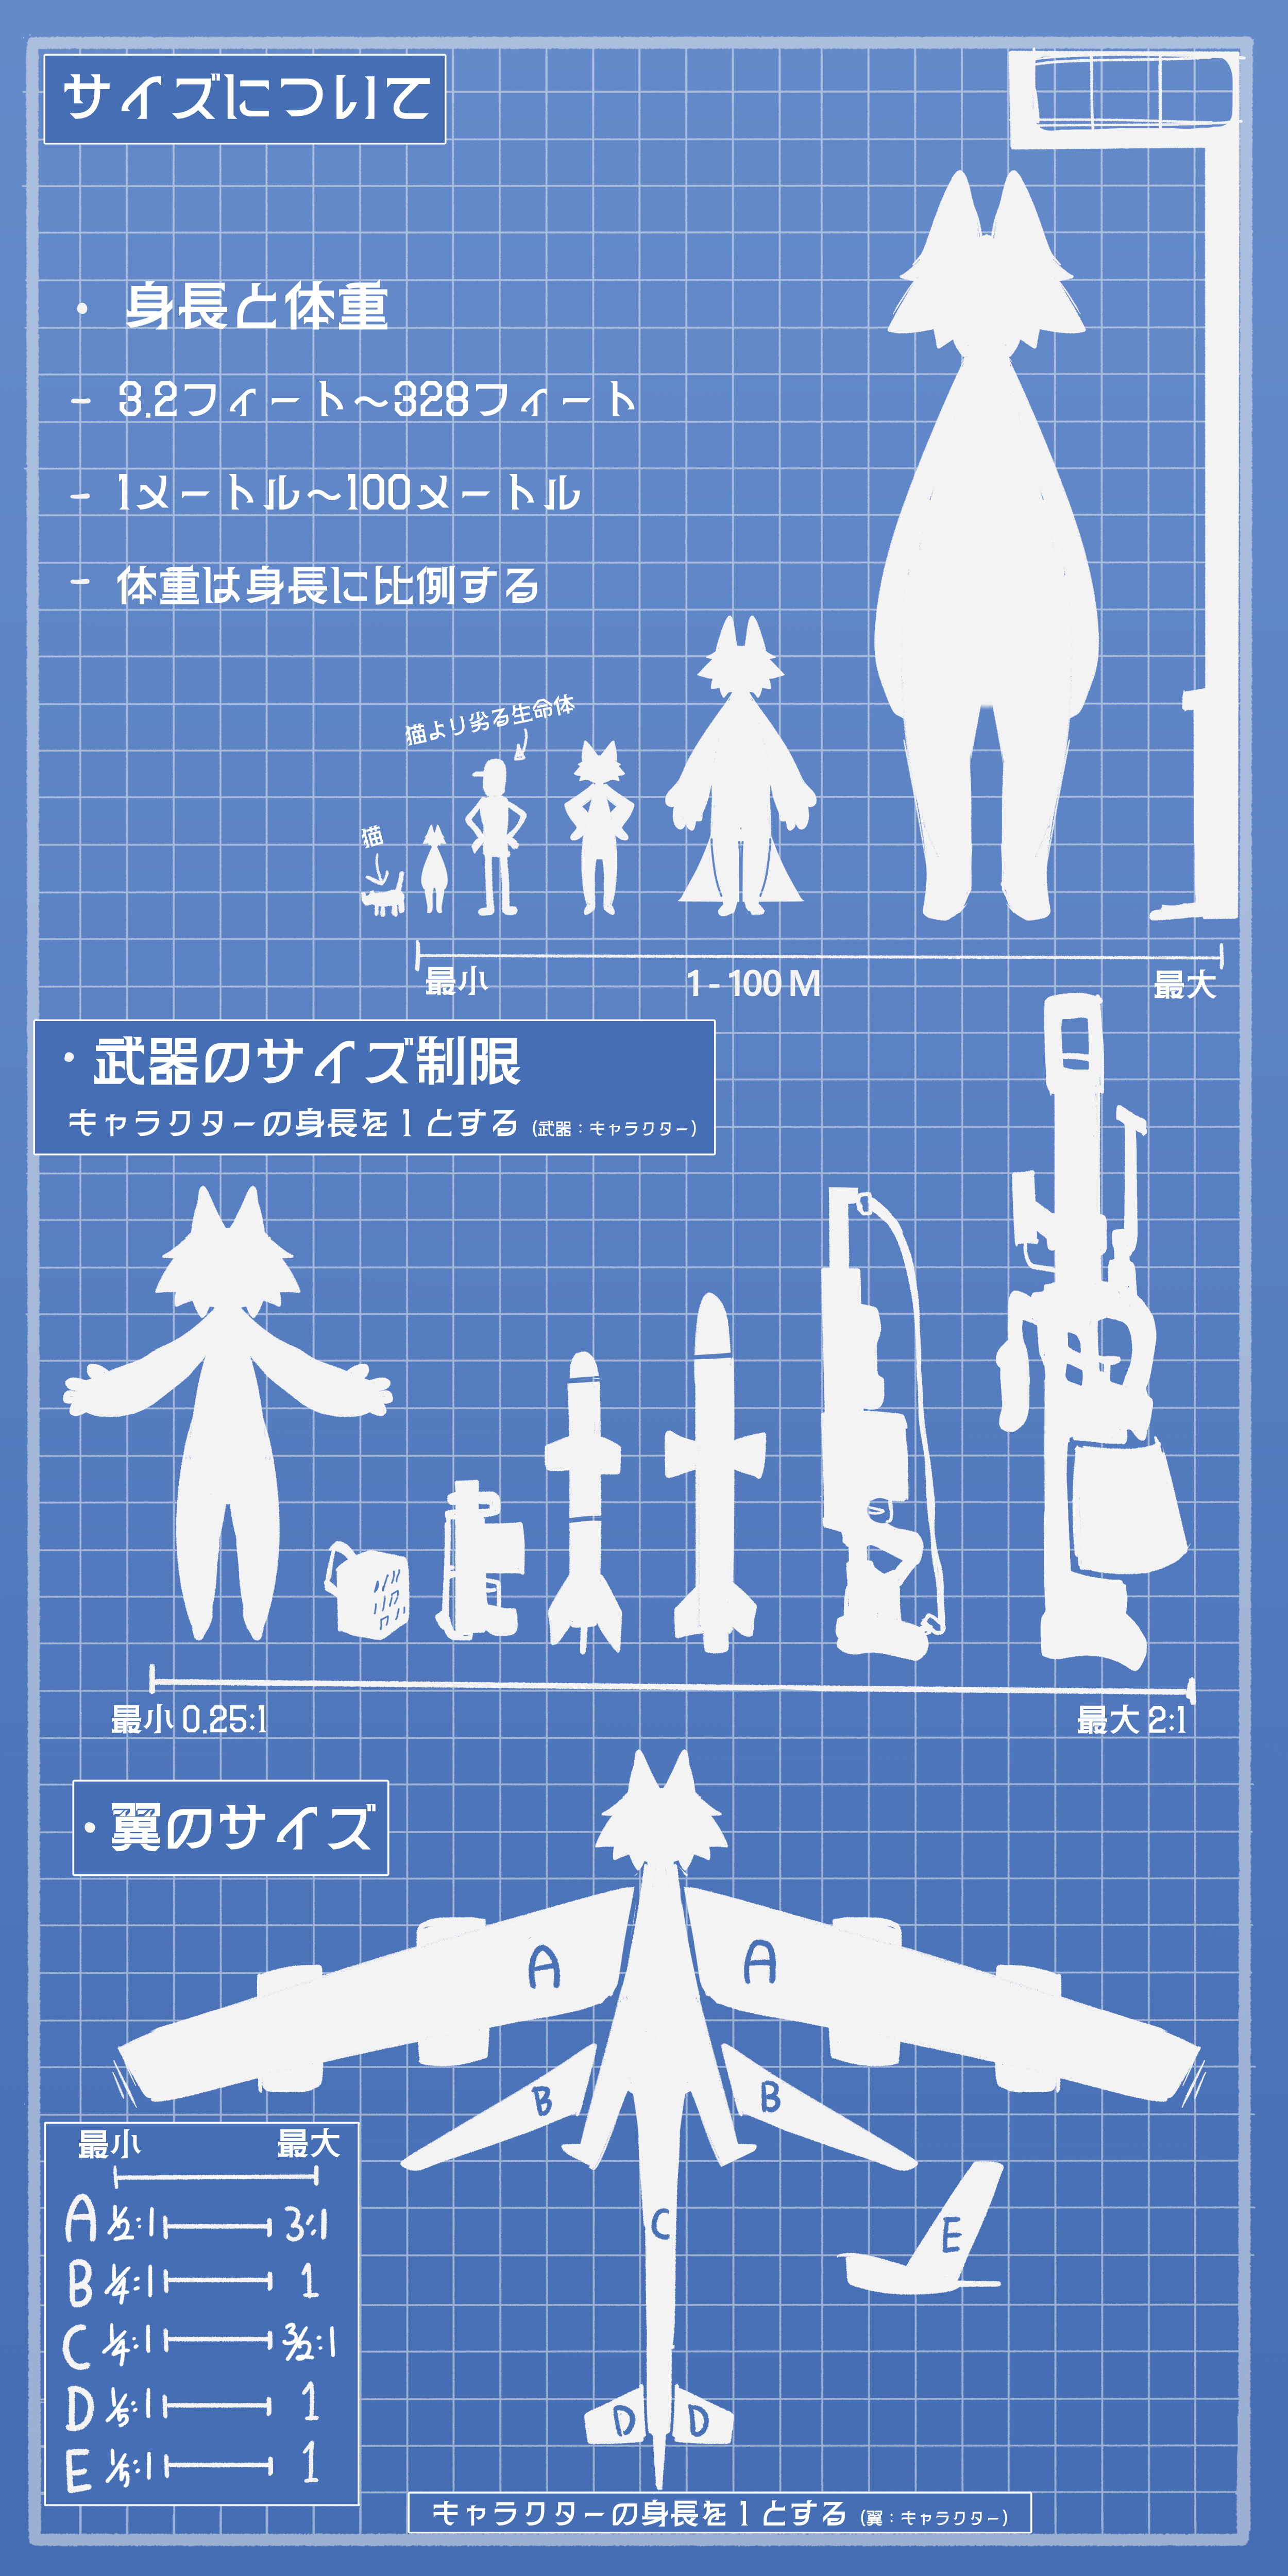 サイズについて
・ 身長と体重
- 3.2フィート～328フィート
- 1メートル～100メートル
- 体重は身長に比例する
猫より劣る生命体
猫
最小 1-100M 最大
・武器のサイズ制限
キャラクターの身長を1とする (武器：キャラクター)
最小 0.25:1 最大 2:1
・翼のサイズ
A A
B B
C
E
D D
最小 最大
A 1/2:1 3:1
B 1/4:1 1
C 1/4:1 3/2:1
D 1/5:1 1
E 1/5:1 1
キャラクターの身長を1とする (翼：キャラクター)